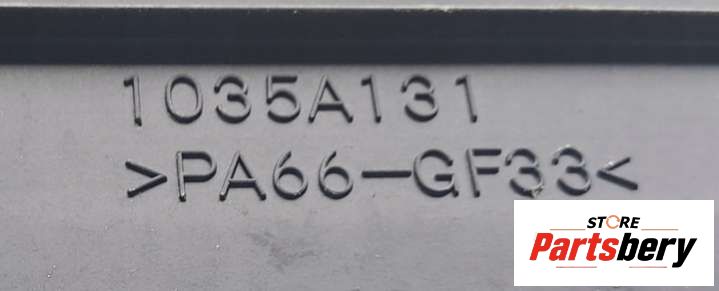 1035A131
>PA66-GF33<
STORE
Partsbery